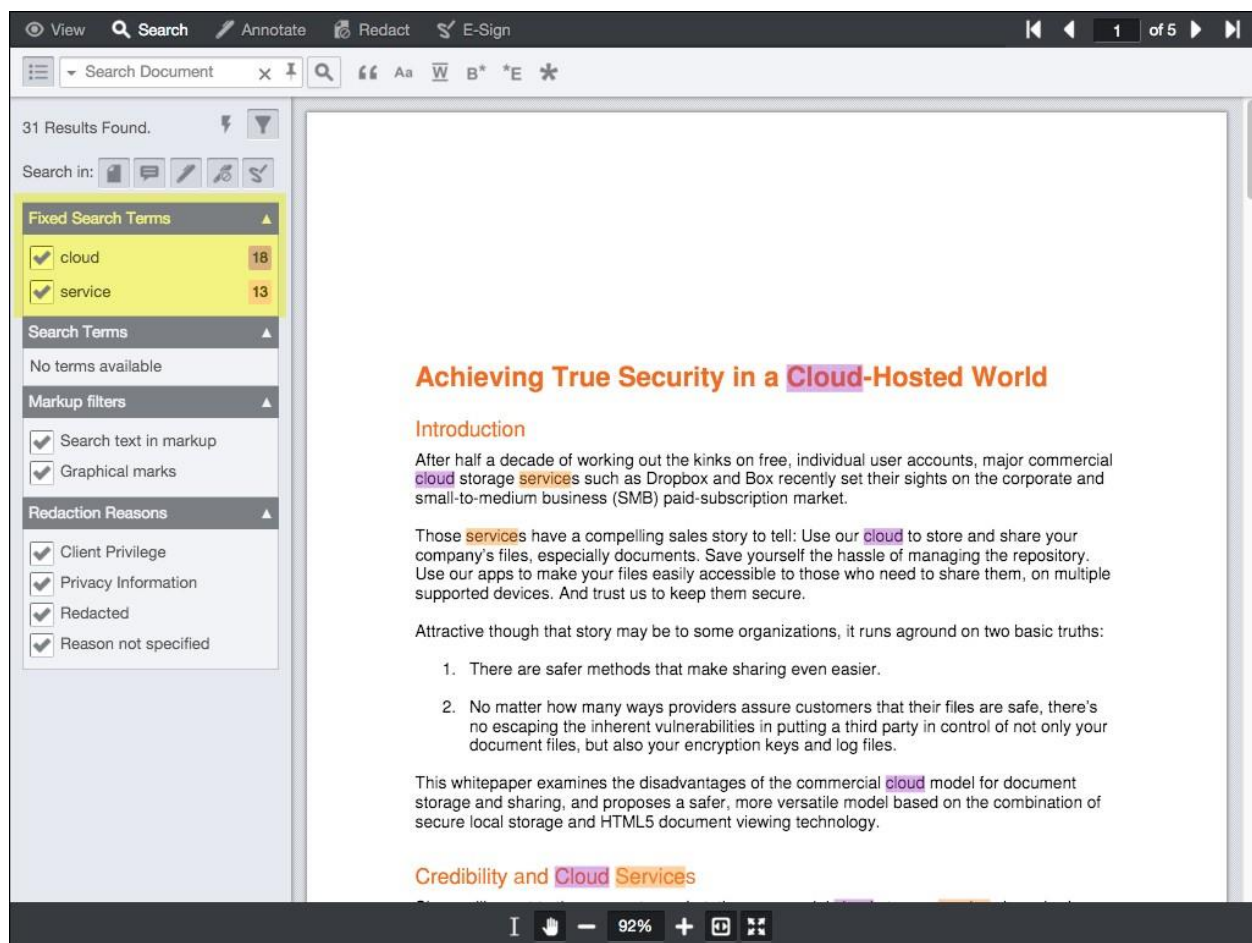 View Search Annotate Redact E-Sign 1 of 5
Search Document Aa W B* *E *
31 Results Found.
Search in:
Fixed Search Terms
cloud 18
service 13
Search Terms
No terms available
Markup filters
Search text in markup
Graphical marks
Redaction Reasons
Client Privilege
Privacy Information
Redacted
Reason not specified
Achieving True Security in a Cloud-Hosted World
Introduction
After half a decade of working out the kinks on free, individual user accounts, major commercial
cloud storage services such as Dropbox and Box recently set their sights on the corporate and
small-to-medium business (SMB) paid-subscription market.
Those services have a compelling sales story to tell: Use our cloud to store and share your
company's files, especially documents. Save yourself the hassle of managing the repository.
Use our apps to make your files easily accessible to those who need to share them, on multiple
supported devices. And trust us to keep them secure.
Attractive though that story may be to some organizations, it runs aground on two basic truths:
1. There are safer methods that make sharing even easier.
2. No matter how many ways providers assure customers that their files are safe, there's
no escaping the inherent vulnerabilities in putting a third party in control of not only your
document files, but also your encryption keys and log files.
This whitepaper examines the disadvantages of the commercial cloud model for document
storage and sharing, and proposes a safer, more versatile model based on the combination of
secure local storage and HTML5 document viewing technology.
Credibility and Cloud Services
92%